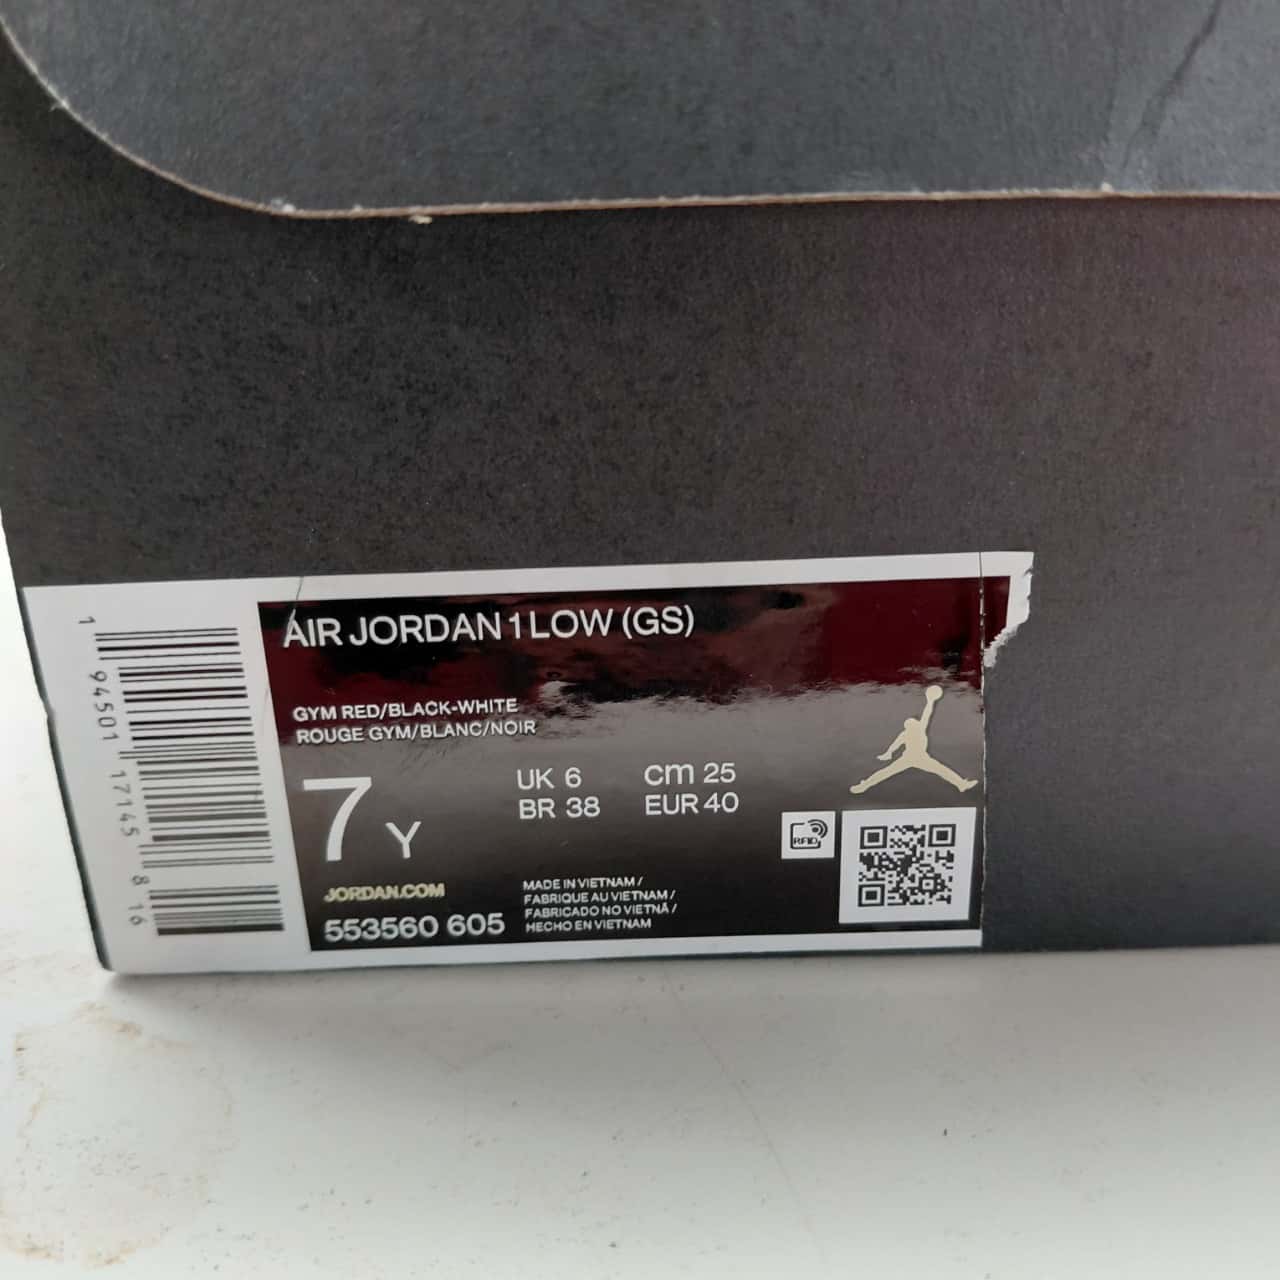 AIR JORDAN 1 LOW (GS)
GYM RED/BLACK-WHITE
ROUGE GYM/BLANC/NOIR
7 Y
UK 6 cm 25
BR 38 EUR 40
JORDAN.COM
553560 605
MADE IN VIETNAM /
FABRIQUE AU VIETNAM /
FABRICADO NO VIETNÃ /
HECHO EN VIETNAM
RFID
1 94501 17145 8 16